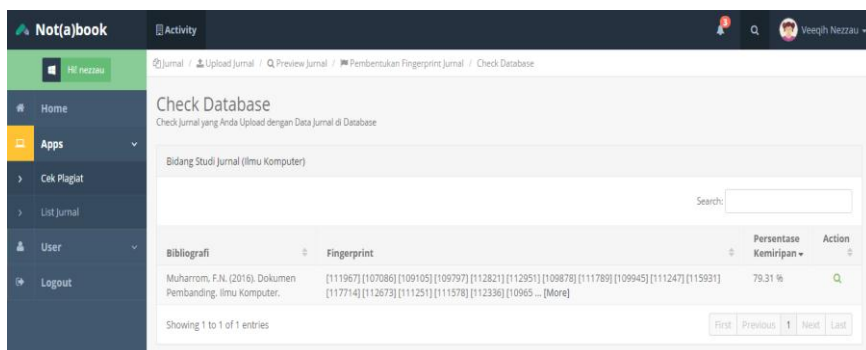 Not(a)book
Activity
3
Veeqih Nezzau
Hi! nezzau
Jurnal / Upload Jurnal / Preview Jurnal / Pembentukan Fingerprint Jurnal / Check Database
Home
Apps
Cek Plagiat
List Jurnal
User
Logout
Check Database
Check Jurnal yang Anda Upload dengan Data Jurnal di Database
Bidang Studi Jurnal (Ilmu Komputer)
Search:
Bibliografi Fingerprint Persentase Kemiripan Action
Muharrom, F.N. (2016). Dokumen [111967] [107086] [109105] [109797] [112821] [112951] [109878] [111789] [109945] [111247] [115931] 79.31 %
Pembanding. Ilmu Komputer. [117714] [112673] [111251] [111578] [112336] [10965 ... [More]
Showing 1 to 1 of 1 entries
First Previous 1 Next Last